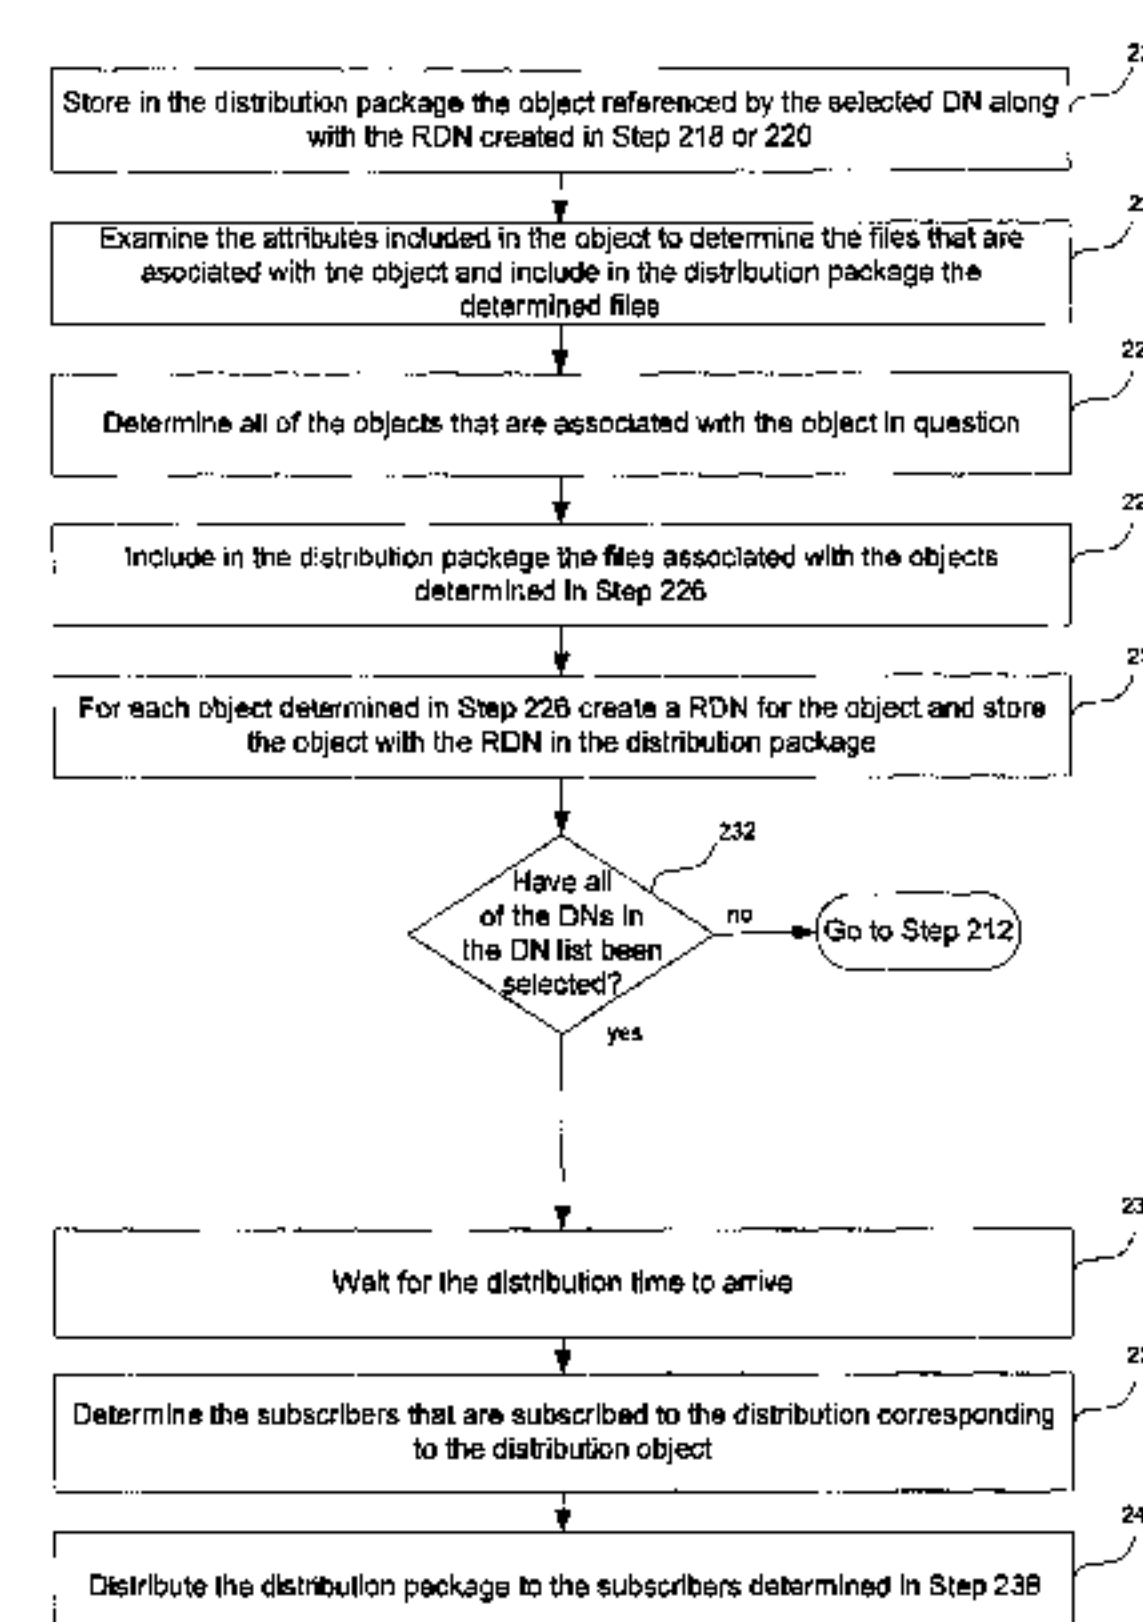 Store in the distribution package the object referenced by the selected DN along
with the RDN created in Step 218 or 220
Examine the attributes included in the object to determine the files that are
asociated with the object and include in the distribution package the
determined files
22
Determine all of the objects that are associated with the object in question
22
Include in the distribution package the files associated with the objects
determined in Step 226
For each object determined in Step 226 create a RDN for the object and store
the object with the RDN in the distribution package
232
Have all
of the DNs in
the DN list been
selected?
no
Go to Step 212
yes
23
Wait for the distribution time to arrive
Determine the subscribers that are subscribed to the distribution corresponding
to the distribution object
24
Distribute the distribution package to the subscribers determined in Step 238